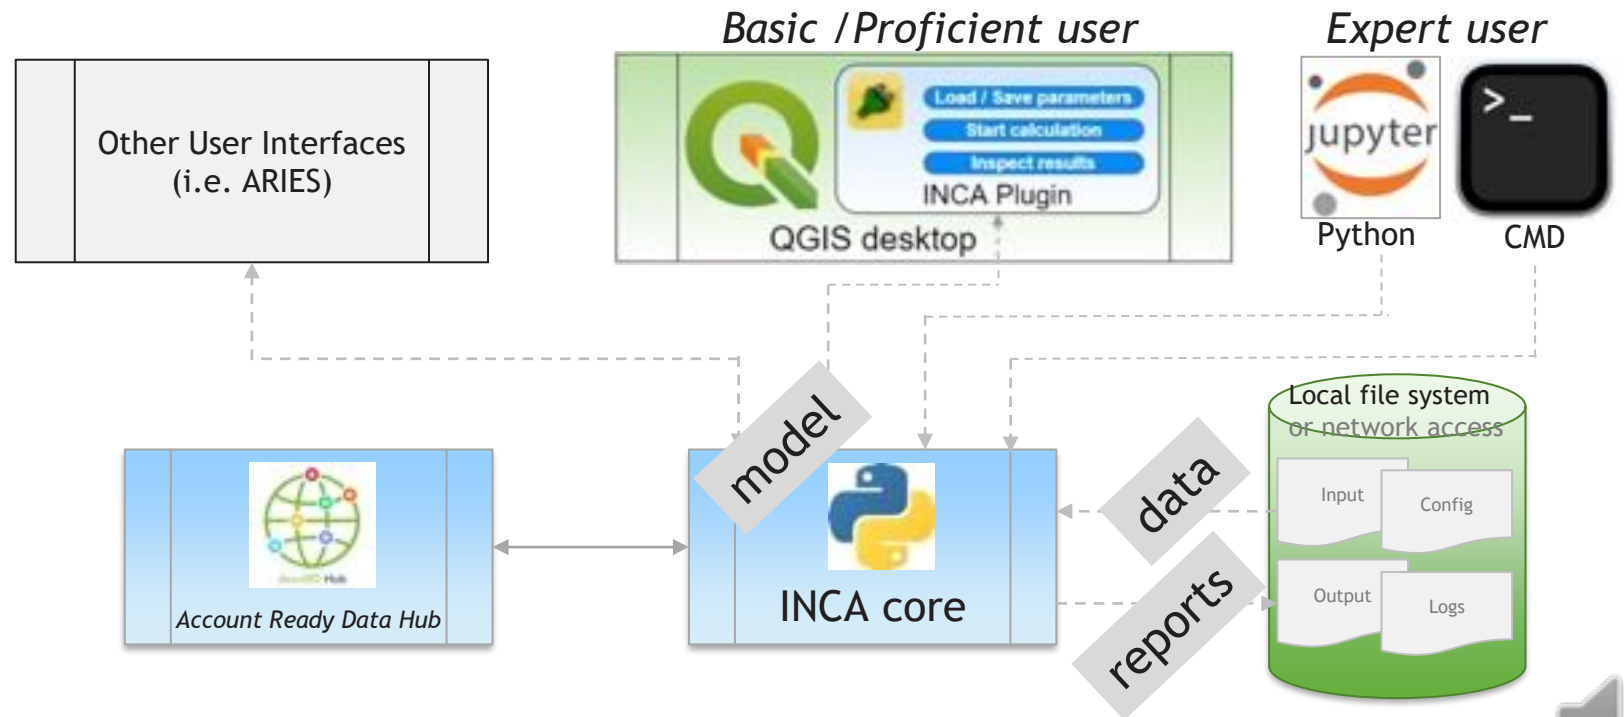 Basic /Proficient user
Expert user
Other User Interfaces
(i.e. ARIES)
Load / Save parameters
Start calculation
Inspect results
INCA Plugin
QGIS desktop
jupyter
>_
Python
CMD
model
data
reports
Local file system
or network access
Input
Config
Output
Logs
Hub
Account Ready Data Hub
INCA core